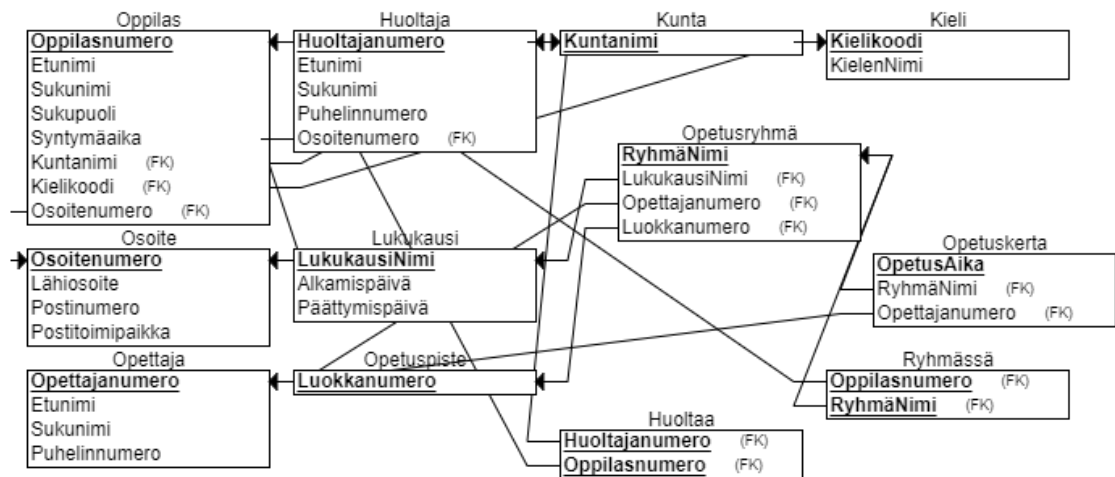 Oppilas
Oppilasnumero
Etunimi
Sukunimi
Sukupuoli
Syntymäaika
Kuntanimi (FK)
Kielikoodi (FK)
Osoitenumero (FK)
Huoltaja
Huoltajanumero
Etunimi
Sukunimi
Puhelinnumero
Osoitenumero (FK)
Kunta
Kuntanimi
Kieli
Kielikoodi
KielenNimi
Opetusryhmä
RyhmäNimi
LukukausiNimi (FK)
Opettajanumero (FK)
Luokkanumero (FK)
Osoite
Osoitenumero
Lähiosoite
Postinumero
Postitoimipaikka
Lukukausi
LukukausiNimi
Alkamispäivä
Päättymispäivä
Opetuskerta
OpetusAika
RyhmäNimi (FK)
Opettajanumero (FK)
Opettaja
Opettajanumero
Etunimi
Sukunimi
Puhelinnumero
Opetuspiste
Luokkanumero
Ryhmässä
Oppilasnumero (FK)
RyhmäNimi (FK)
Huoltaa
Huoltajanumero (FK)
Oppilasnumero (FK)